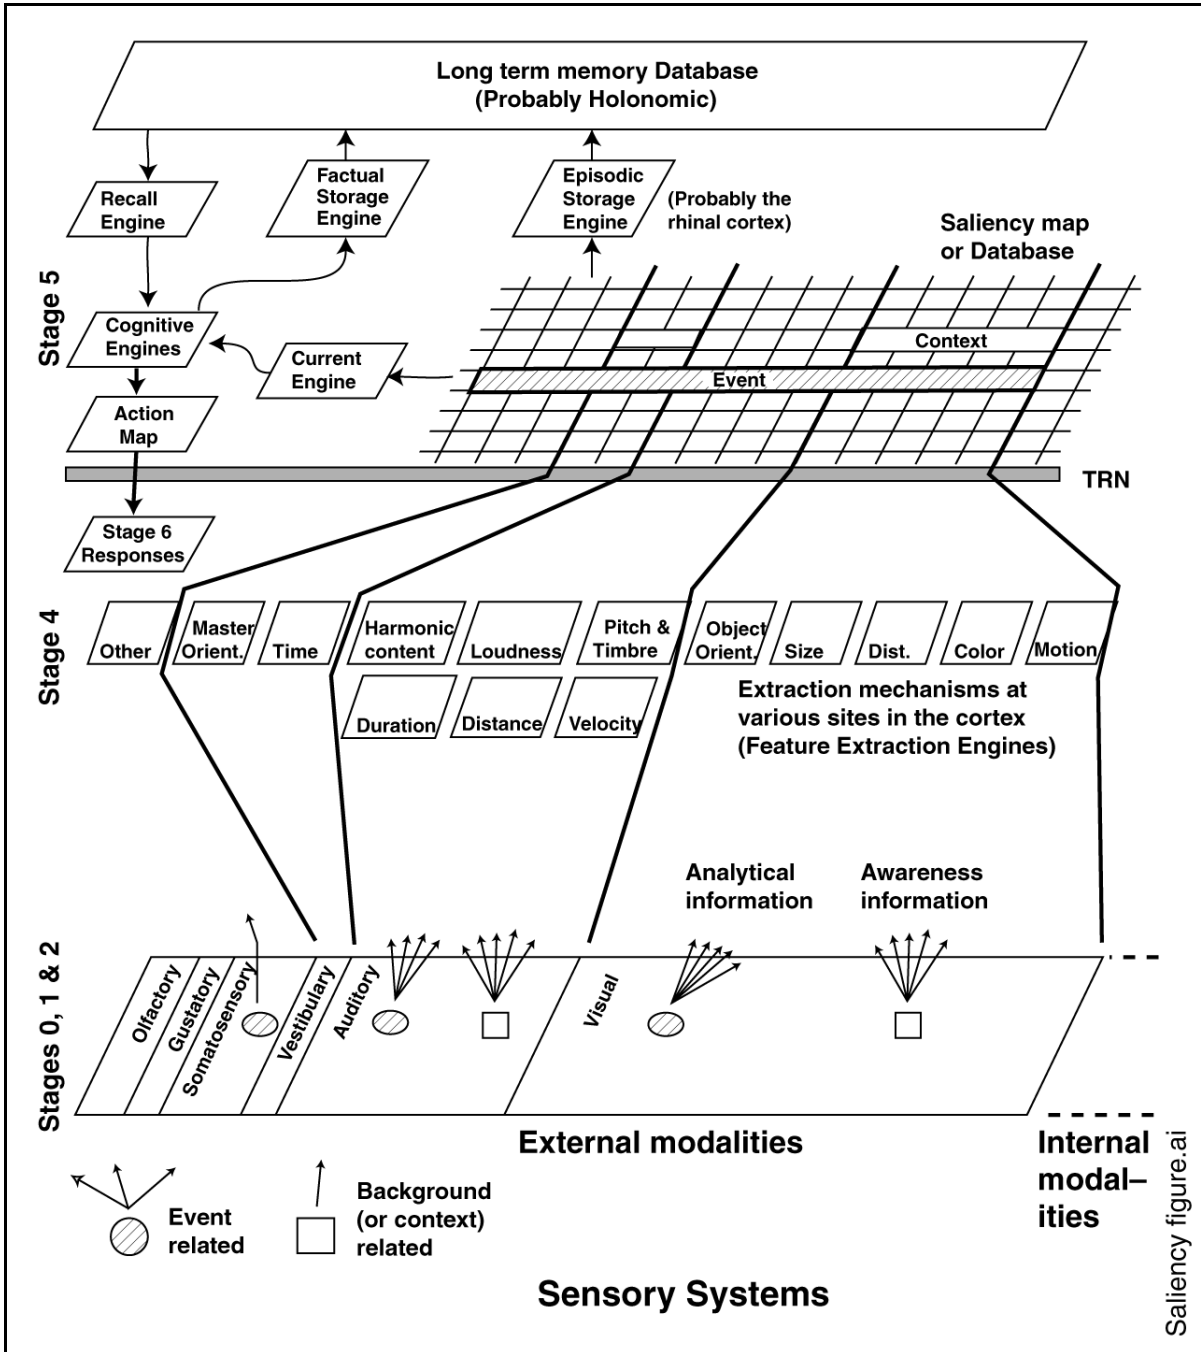 Long term memory Database
(Probably Holonomic)
Recall
Engine
Factual
Storage
Engine
Episodic
Storage
Engine
(Probably the
rhinal cortex)
Saliency map
or Database
Stage 5
Cognitive
Engines
Current
Engine
Context
Event
Action
Map
TRN
Stage 6
Responses
Stage 4
Other
Master
Orient.
Time
Harmonic
content
Loudness
Pitch &
Timbre
Object
Orient.
Size
Dist.
Color
Motion
Duration
Distance
Velocity
Extraction mechanisms at
various sites in the cortex
(Feature Extraction Engines)
Analytical
information
Awareness
information
Stages 0, 1 & 2
Olfactory
Gustatory
Somatosensory
Vestibulary
Auditory
Visual
External modalities
Internal
modal–
ities
Event
related
Background
(or context)
related
Sensory Systems
Saliency figure.ai